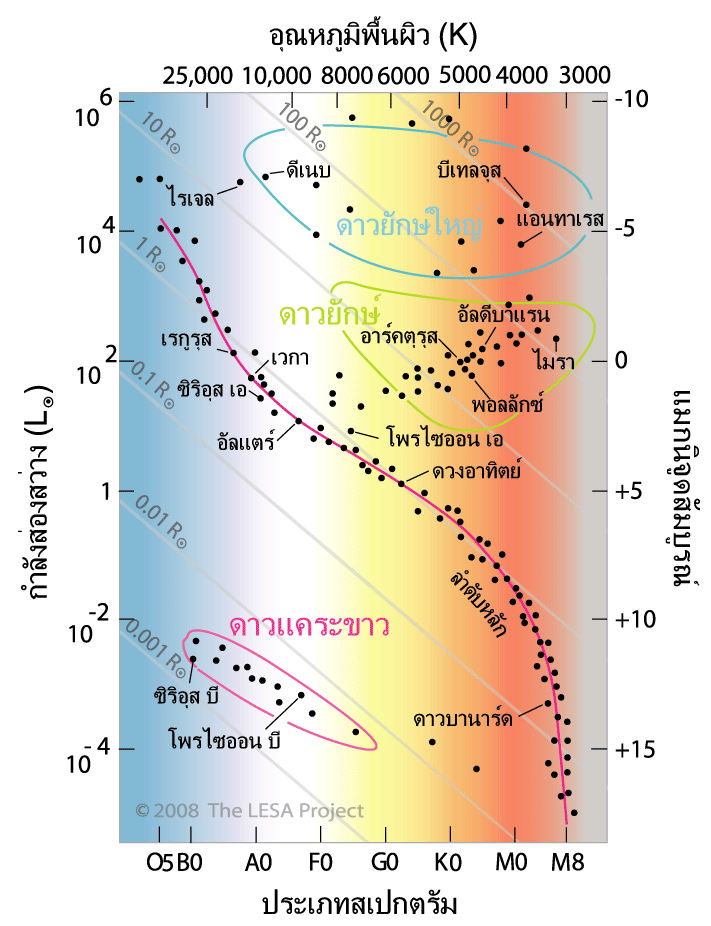 อุณหภูมิพื้นผิว (K)
25,000 10,000 8000 6000 5000 4000 3000
10⁶
-10
10 R☉
100 R☉
1000 R☉
ดีเนบ
บีเทลจุส
ไรเจล
แอนทาเรส
ดาวยักษ์ใหญ่
10⁴
-5
1 R☉
ดาวยักษ์
อัลดีบาแรน
อาร์คตุรุส
เรกูรุส
เวกา
ไมรา
10²
0
0.1 R☉
ซิริอุส เอ
พอลลักซ์
อัลแตร์
โพรไซออน เอ
ดวงอาทิตย์
กำลังส่องสว่าง (L☉)
แมกนิจูดสัมบูรณ์
1
+5
0.01 R☉
ลำดับหลัก
10⁻²
+10
ดาวแคระขาว
0.001 R☉
ซิริอุส บี
ดาวบานาร์ด
โพรไซออน บี
10⁻⁴
+15
© 2008 The LESA Project
O5 B0 A0 F0 G0 K0 M0 M8
ประเภทสเปกตรัม